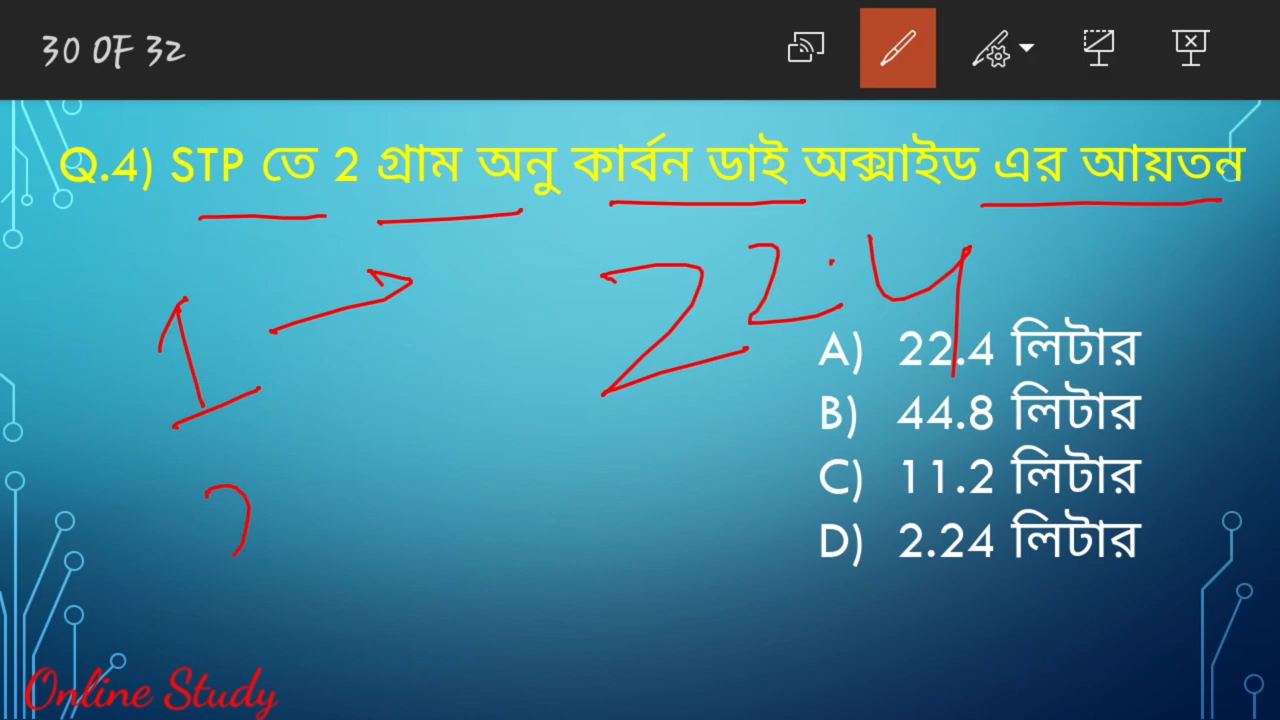 30 OF 32
Q.4) STP তে 2 গ্রাম অনু কার্বন ডাই অক্সাইড এর আয়তন
1 → 22.4
A) 22.4 লিটার
B) 44.8 লিটার
C) 11.2 লিটার
D) 2.24 লিটার
Online Study